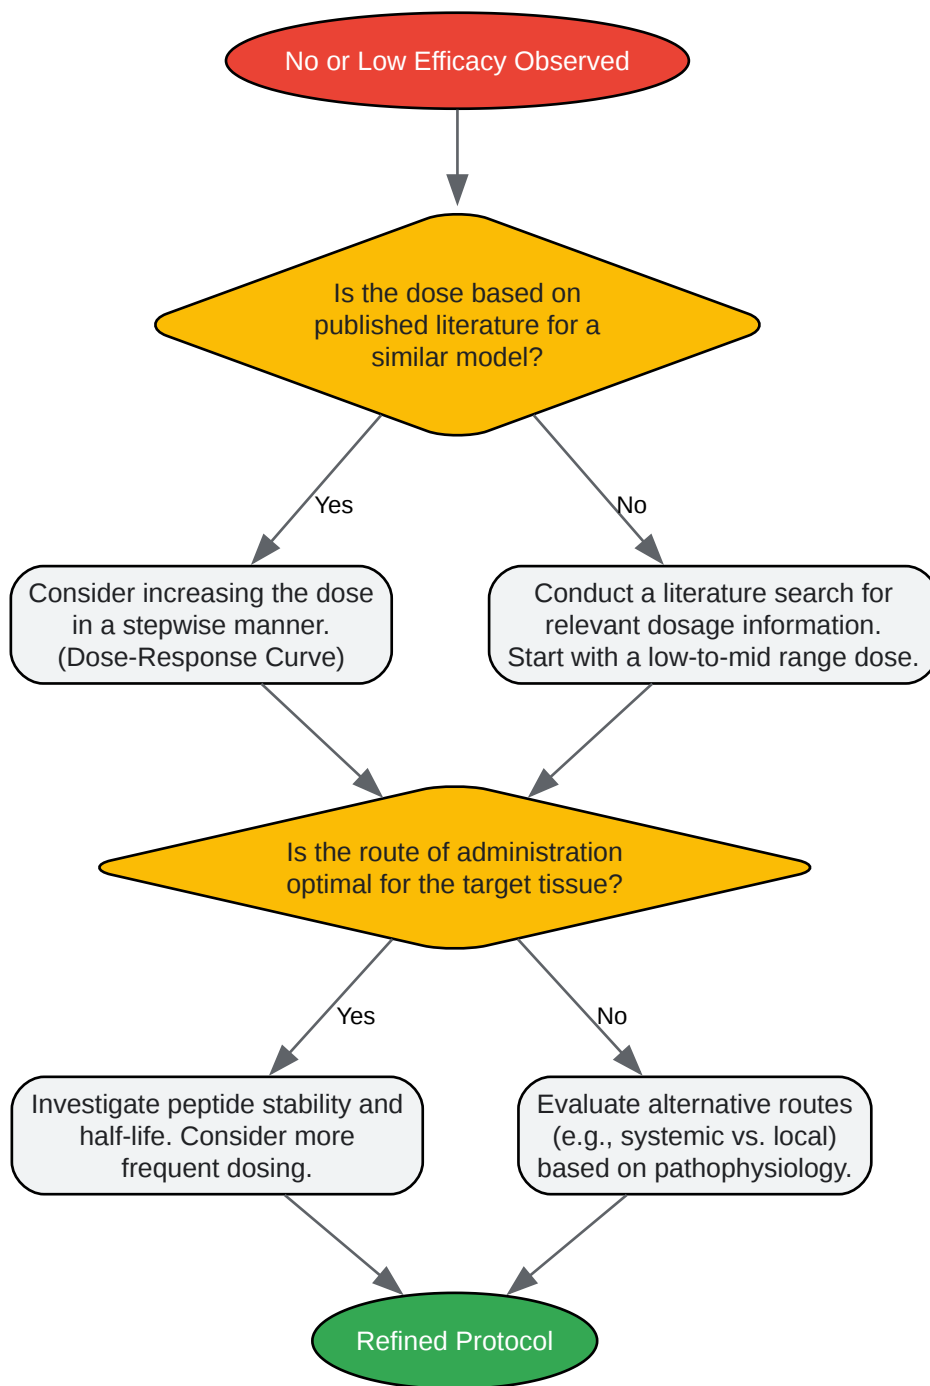 No or Low Efficacy Observed
Is the dose based on
published literature for a
similar model?
Yes
No
Consider increasing the dose
in a stepwise manner.
(Dose-Response Curve)
Conduct a literature search for
relevant dosage information.
Start with a low-to-mid range dose.
Is the route of administration
optimal for the target tissue?
Yes
No
Investigate peptide stability and
half-life. Consider more
frequent dosing.
Evaluate alternative routes
(e.g., systemic vs. local)
based on pathophysiology.
Refined Protocol